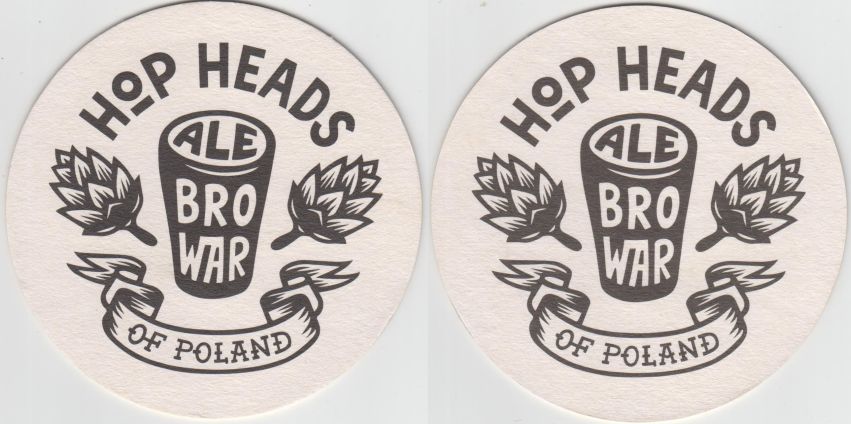 HOP HEADS
ALE
BRO
WAR
OF POLAND
HOP HEADS
ALE
BRO
WAR
OF POLAND